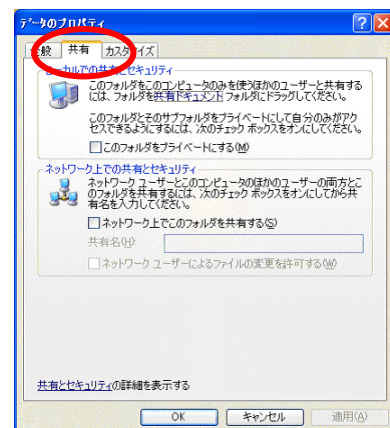 データのプロパティ
全般 共有 カスタマイズ
ローカルでの共有とセキュリティ
このフォルダをこのコンピュータのみを使うほかのユーザーと共有する
には、フォルダを共有ドキュメント フォルダにドラッグしてください。
このフォルダとそのサブフォルダをプライベートにして自分のみがアク
セスできるようにするには、次のチェック ボックスをオンにしてください。
このフォルダをプライベートにする(M)
ネットワーク上での共有とセキュリティ
ネットワーク ユーザーとこのコンピュータのほかのユーザーの両方とこ
のフォルダを共有するには、次のチェック ボックスをオンにしてから共
有名を入力してください。
ネットワーク上でこのフォルダを共有する(S)
共有名(H):
ネットワーク ユーザーによるファイルの変更を許可する(W)
共有とセキュリティの詳細を表示する
OK キャンセル 適用(A)